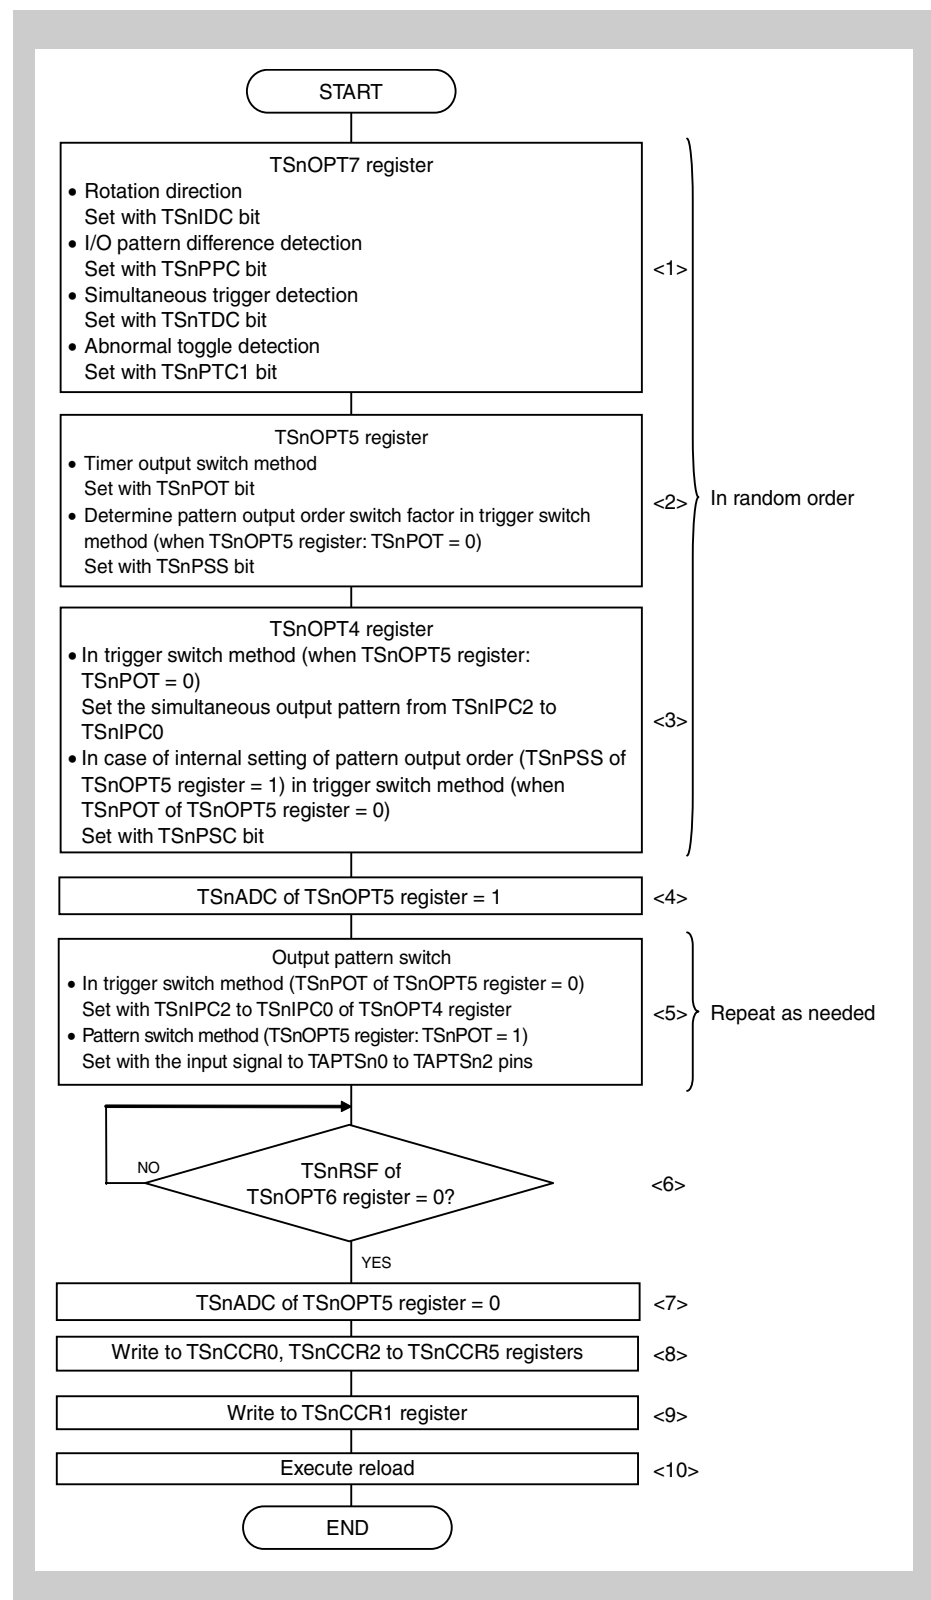 START
TSnOPT7 register
• Rotation direction
Set with TSnIDC bit
• I/O pattern difference detection
Set with TSnPPC bit
• Simultaneous trigger detection
Set with TSnTDC bit
• Abnormal toggle detection
Set with TSnPTC1 bit
<1>
TSnOPT5 register
• Timer output switch method
Set with TSnPOT bit
• Determine pattern output order switch factor in trigger switch
method (when TSnOPT5 register: TSnPOT = 0)
Set with TSnPSS bit
<2>
In random order
TSnOPT4 register
• In trigger switch method (when TSnOPT5 register:
TSnPOT = 0)
Set the simultaneous output pattern from TSnIPC2 to
TSnIPC0
• In case of internal setting of pattern output order (TSnPSS of
TSnOPT5 register = 1) in trigger switch method (when
TSnPOT of TSnOPT5 register = 0)
Set with TSnPSC bit
<3>
TSnADC of TSnOPT5 register = 1
<4>
Output pattern switch
• In trigger switch method (TSnPOT of TSnOPT5 register = 0)
Set with TSnIPC2 to TSnIPC0 of TSnOPT4 register
• Pattern switch method (TSnOPT5 register: TSnPOT = 1)
Set with the input signal to TAPTSn0 to TAPTSn2 pins
<5>
Repeat as needed
NO
TSnRSF of
TSnOPT6 register = 0?
<6>
YES
TSnADC of TSnOPT5 register = 0
<7>
Write to TSnCCR0, TSnCCR2 to TSnCCR5 registers
<8>
Write to TSnCCR1 register
<9>
Execute reload
<10>
END